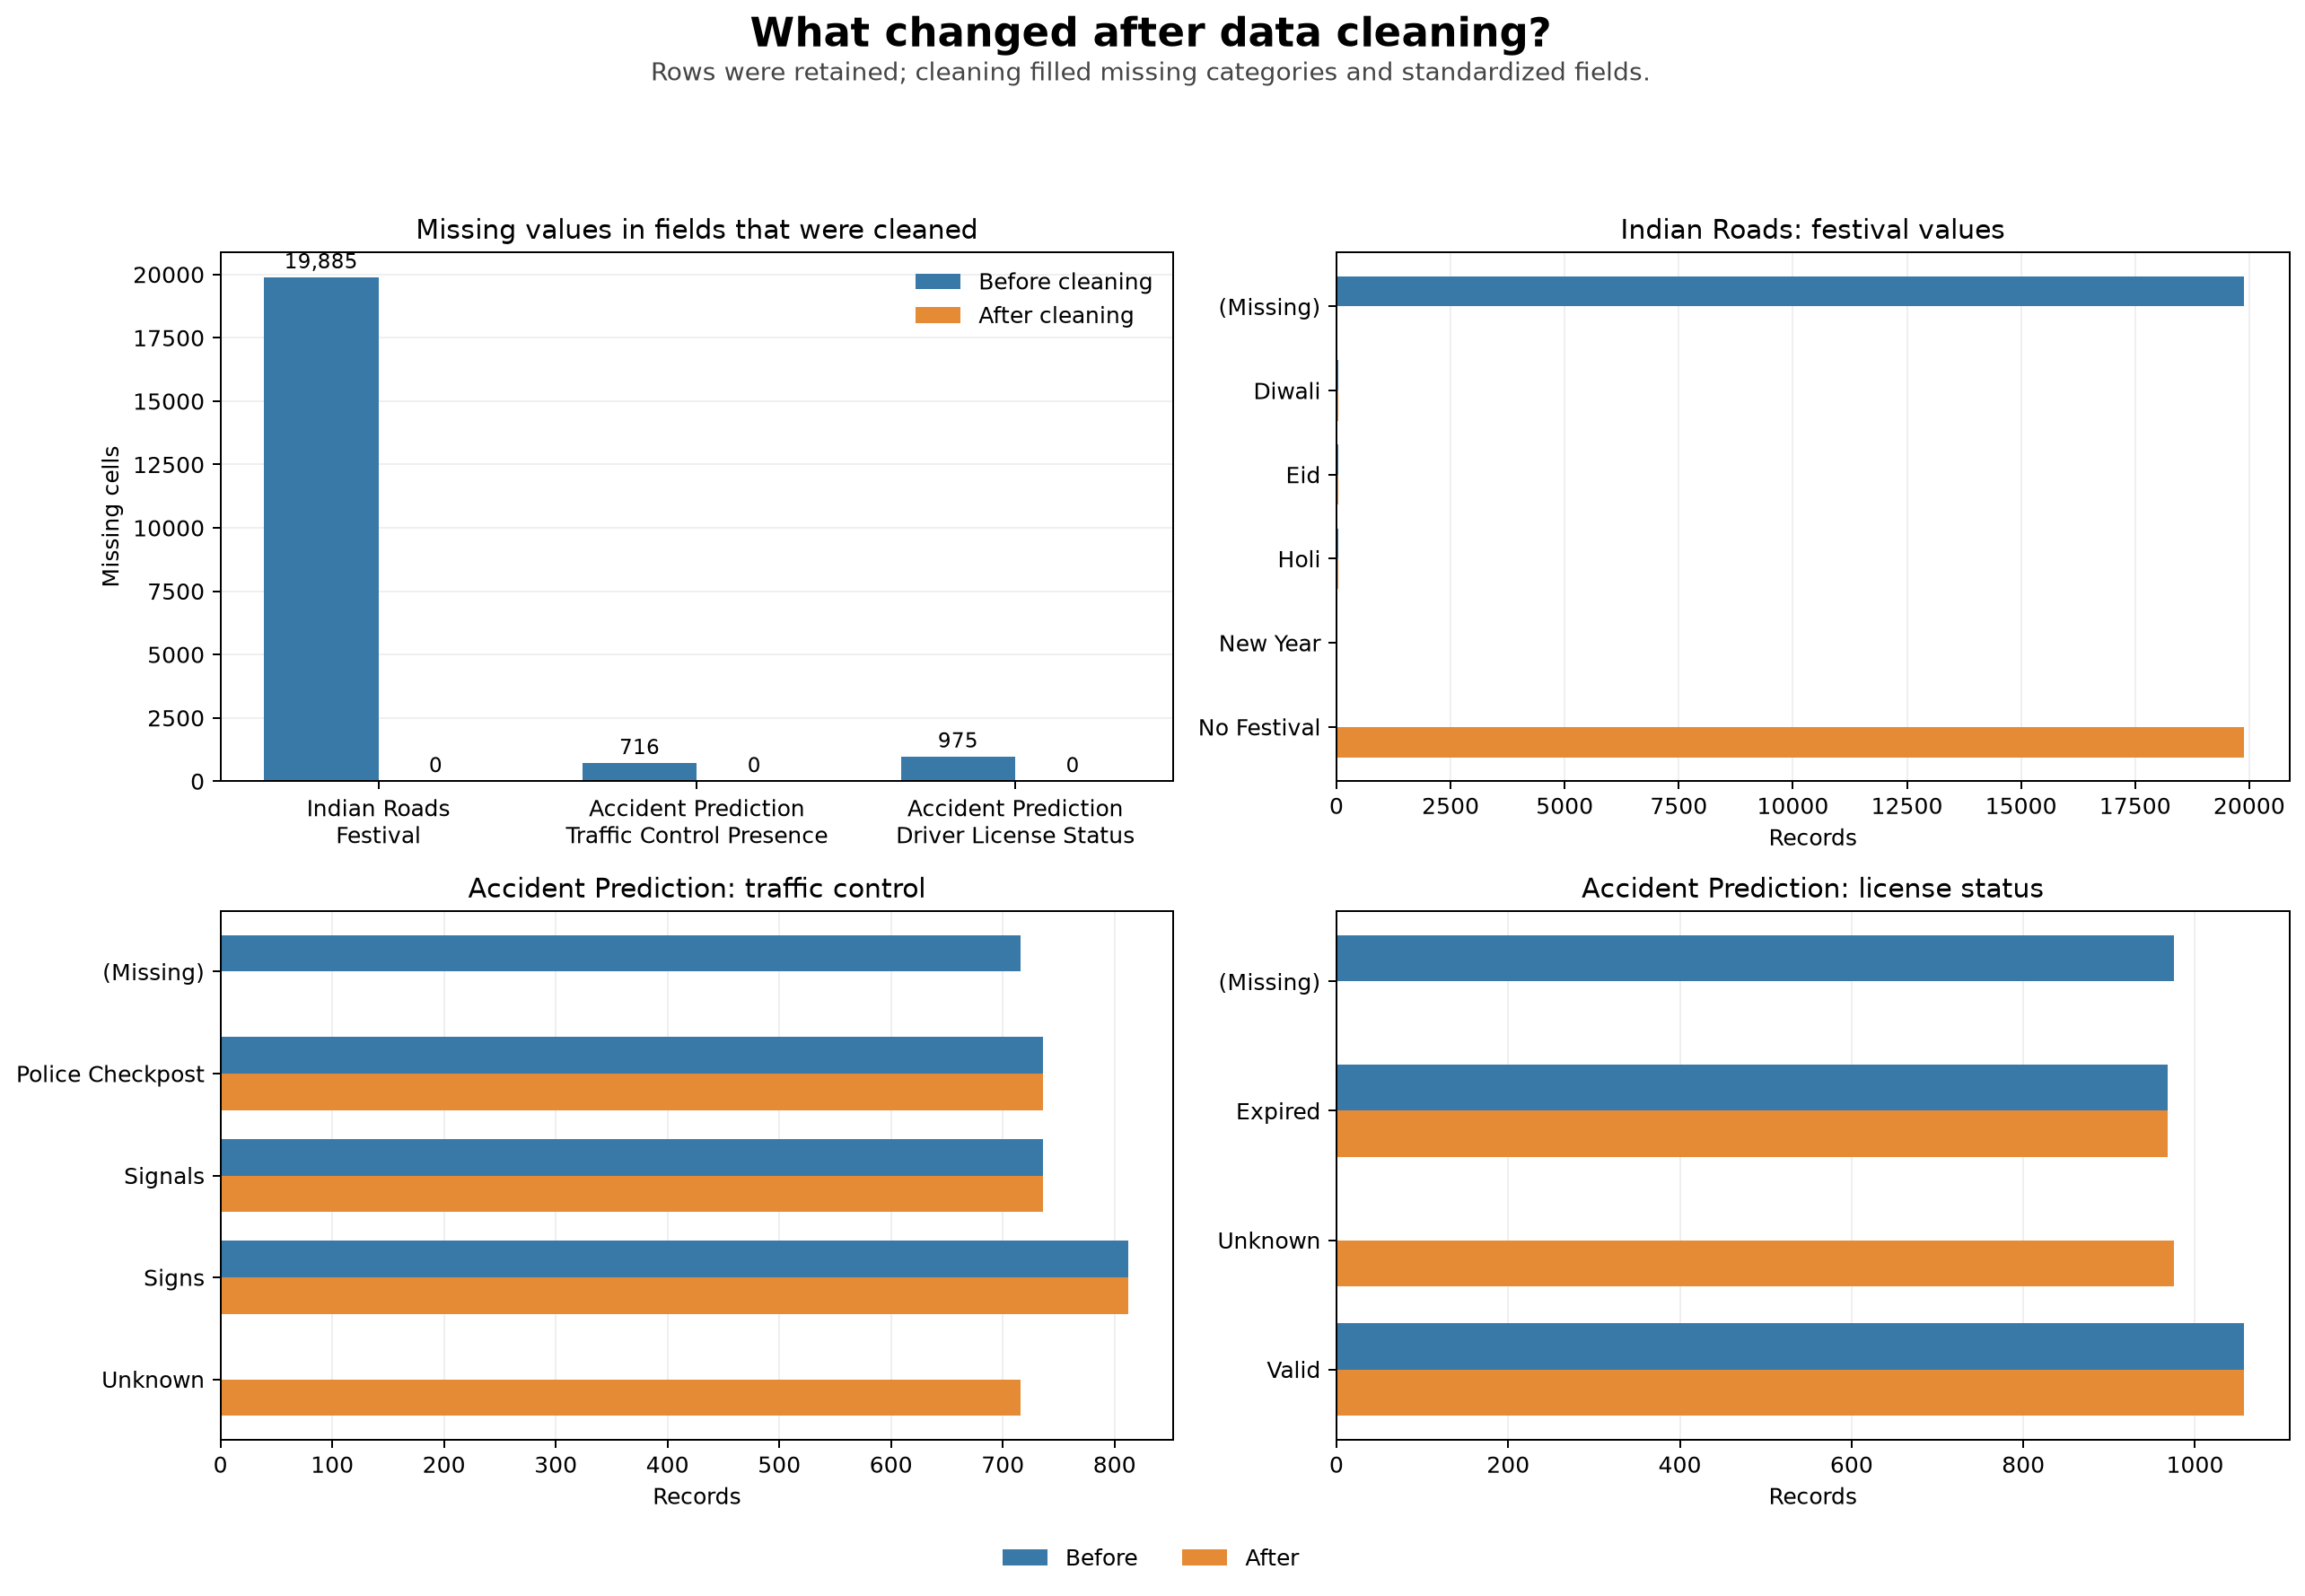 What changed after data cleaning?
Rows were retained; cleaning filled missing categories and standardized fields.
Missing values in fields that were cleaned
Missing cells
20000
17500
15000
12500
10000
7500
5000
2500
0
19,885
0
716
0
975
0
Before cleaning
After cleaning
Indian Roads
Festival
Accident Prediction
Traffic Control Presence
Accident Prediction
Driver License Status
Indian Roads: festival values
(Missing)
Diwali
Eid
Holi
New Year
No Festival
0 2500 5000 7500 10000 12500 15000 17500 20000
Records
Accident Prediction: traffic control
(Missing)
Police Checkpost
Signals
Signs
Unknown
0 100 200 300 400 500 600 700 800
Records
Accident Prediction: license status
(Missing)
Expired
Unknown
Valid
0 200 400 600 800 1000
Records
Before After